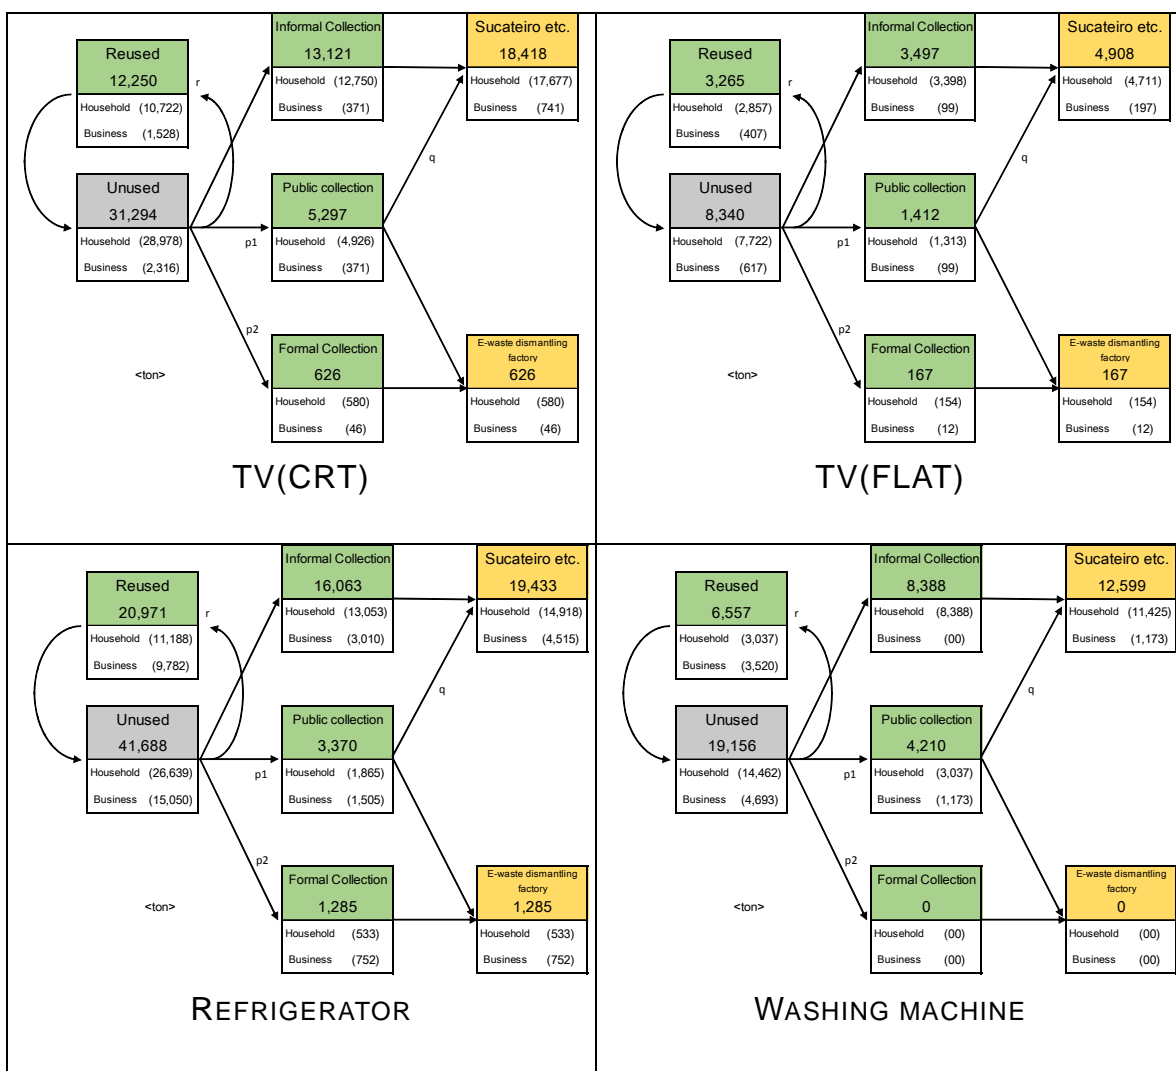 Informal Collection
13,121
Household (12,750)
Business (371)
Sucateiro etc.
18,418
Household (17,677)
Business (741)
Reused
12,250
Household (10,722)
Business (1,528)
r
q
Unused
31,294
Household (28,978)
Business (2,316)
p1
Public collection
5,297
Household (4,926)
Business (371)
p2
<ton>
Formal Collection
626
Household (580)
Business (46)
E-waste dismantling
factory
626
Household (580)
Business (46)
TV(CRT)
Informal Collection
3,497
Household (3,398)
Business (99)
Sucateiro etc.
4,908
Household (4,711)
Business (197)
Reused
3,265
Household (2,857)
Business (407)
r
q
Unused
8,340
Household (7,722)
Business (617)
p1
Public collection
1,412
Household (1,313)
Business (99)
p2
<ton>
Formal Collection
167
Household (154)
Business (12)
E-waste dismantling
factory
167
Household (154)
Business (12)
TV(FLAT)
Informal Collection
16,063
Household (13,053)
Business (3,010)
Sucateiro etc.
19,433
Household (14,918)
Business (4,515)
Reused
20,971
Household (11,188)
Business (9,782)
r
q
Unused
41,688
Household (26,639)
Business (15,050)
p1
Public collection
3,370
Household (1,865)
Business (1,505)
p2
<ton>
Formal Collection
1,285
Household (533)
Business (752)
E-waste dismantling
factory
1,285
Household (533)
Business (752)
REFRIGERATOR
Informal Collection
8,388
Household (8,388)
Business (00)
Sucateiro etc.
12,599
Household (11,425)
Business (1,173)
Reused
6,557
Household (3,037)
Business (3,520)
r
q
Unused
19,156
Household (14,462)
Business (4,693)
p1
Public collection
4,210
Household (3,037)
Business (1,173)
p2
<ton>
Formal Collection
0
Household (00)
Business (00)
E-waste dismantling
factory
0
Household (00)
Business (00)
WASHING MACHINE